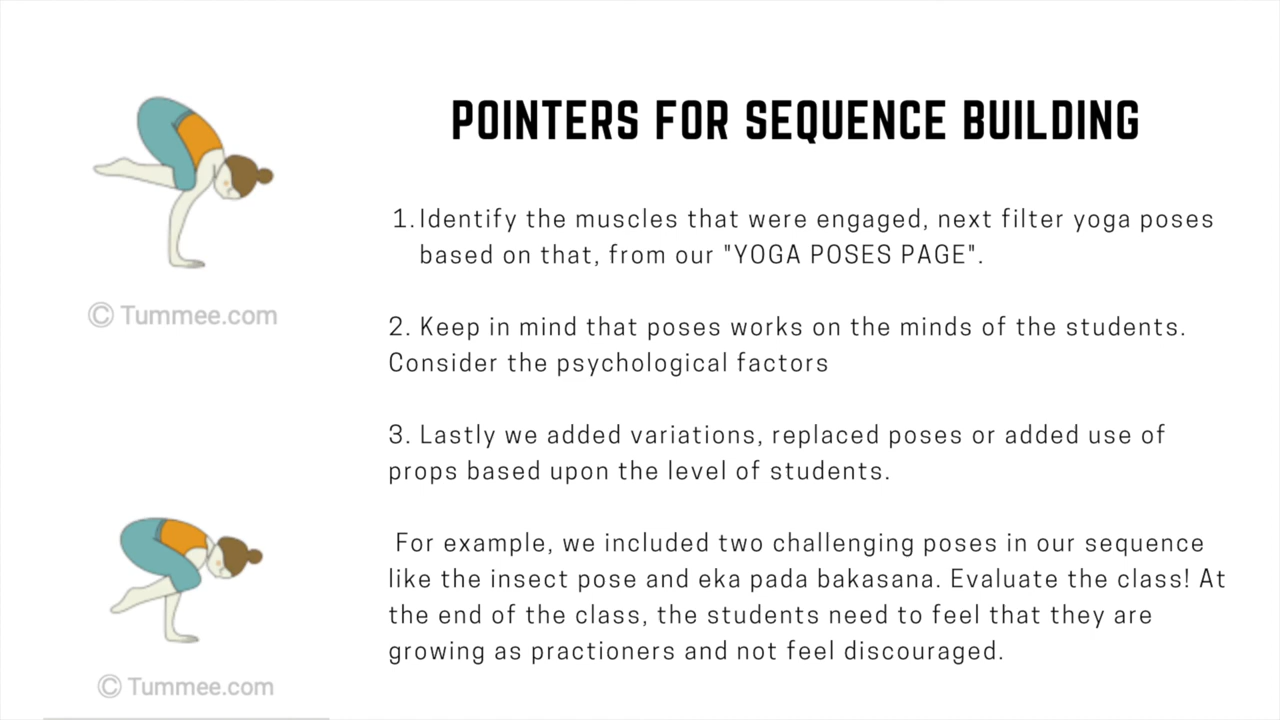 POINTERS FOR SEQUENCE BUILDING
1. Identify the muscles that were engaged, next filter yoga poses
based on that, from our "YOGA POSES PAGE".
© Tummee.com
2. Keep in mind that poses works on the minds of the students.
Consider the psychological factors
3. Lastly we added variations, replaced poses or added use of
props based upon the level of students.
For example, we included two challenging poses in our sequence
like the insect pose and eka pada bakasana. Evaluate the class! At
the end of the class, the students need to feel that they are
growing as practioners and not feel discouraged.
© Tummee.com